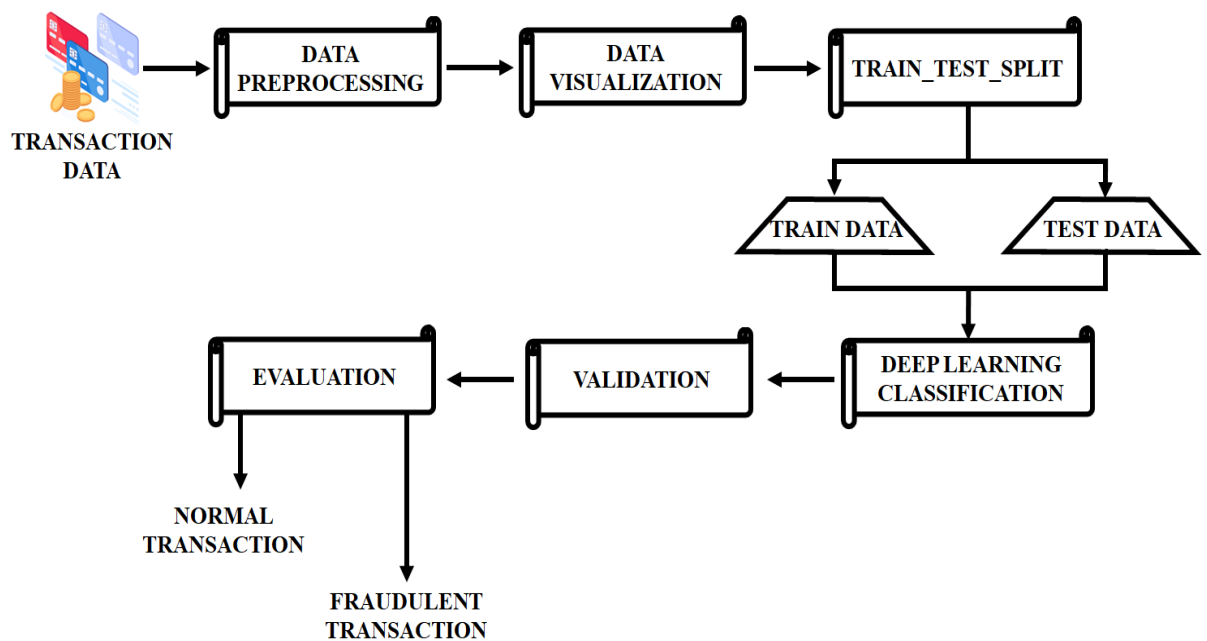 TRANSACTION
DATA
DATA
PREPROCESSING
DATA
VISUALIZATION
TRAIN_TEST_SPLIT
TRAIN DATA
TEST DATA
DEEP LEARNING
CLASSIFICATION
VALIDATION
EVALUATION
NORMAL
TRANSACTION
FRAUDULENT
TRANSACTION